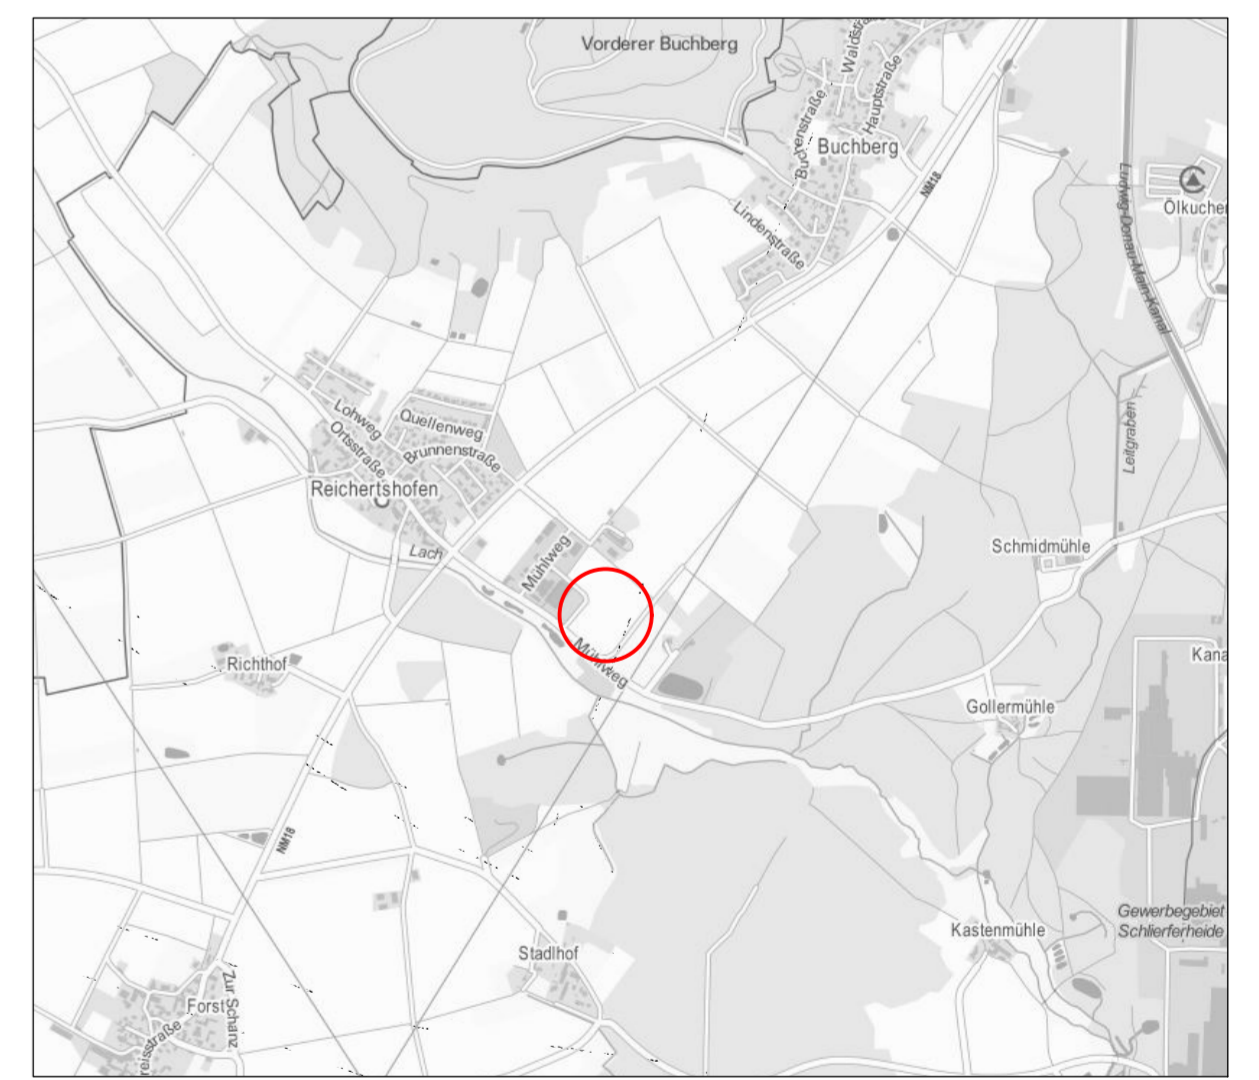 Vorderer Buchberg
Waldstraße
Hauptstraße
Buchenstraße
Buchberg
NM18
Lindenstraße
Ludwig-Donau-Main-Kanal
Ölkuchen
Lohweg
Ortsstraße
Quellenweg
Brunnenstraße
Leitgraben
Reichertshofen
Lach
Mühlweg
Schmidmühle
Mühlweg
Richthof
Kana
Gollermühle
NM18
Gewerbegebiet
Schlierferheide
Kastenmühle
Stadlhof
Forst
Zur Schanz
reisstraße